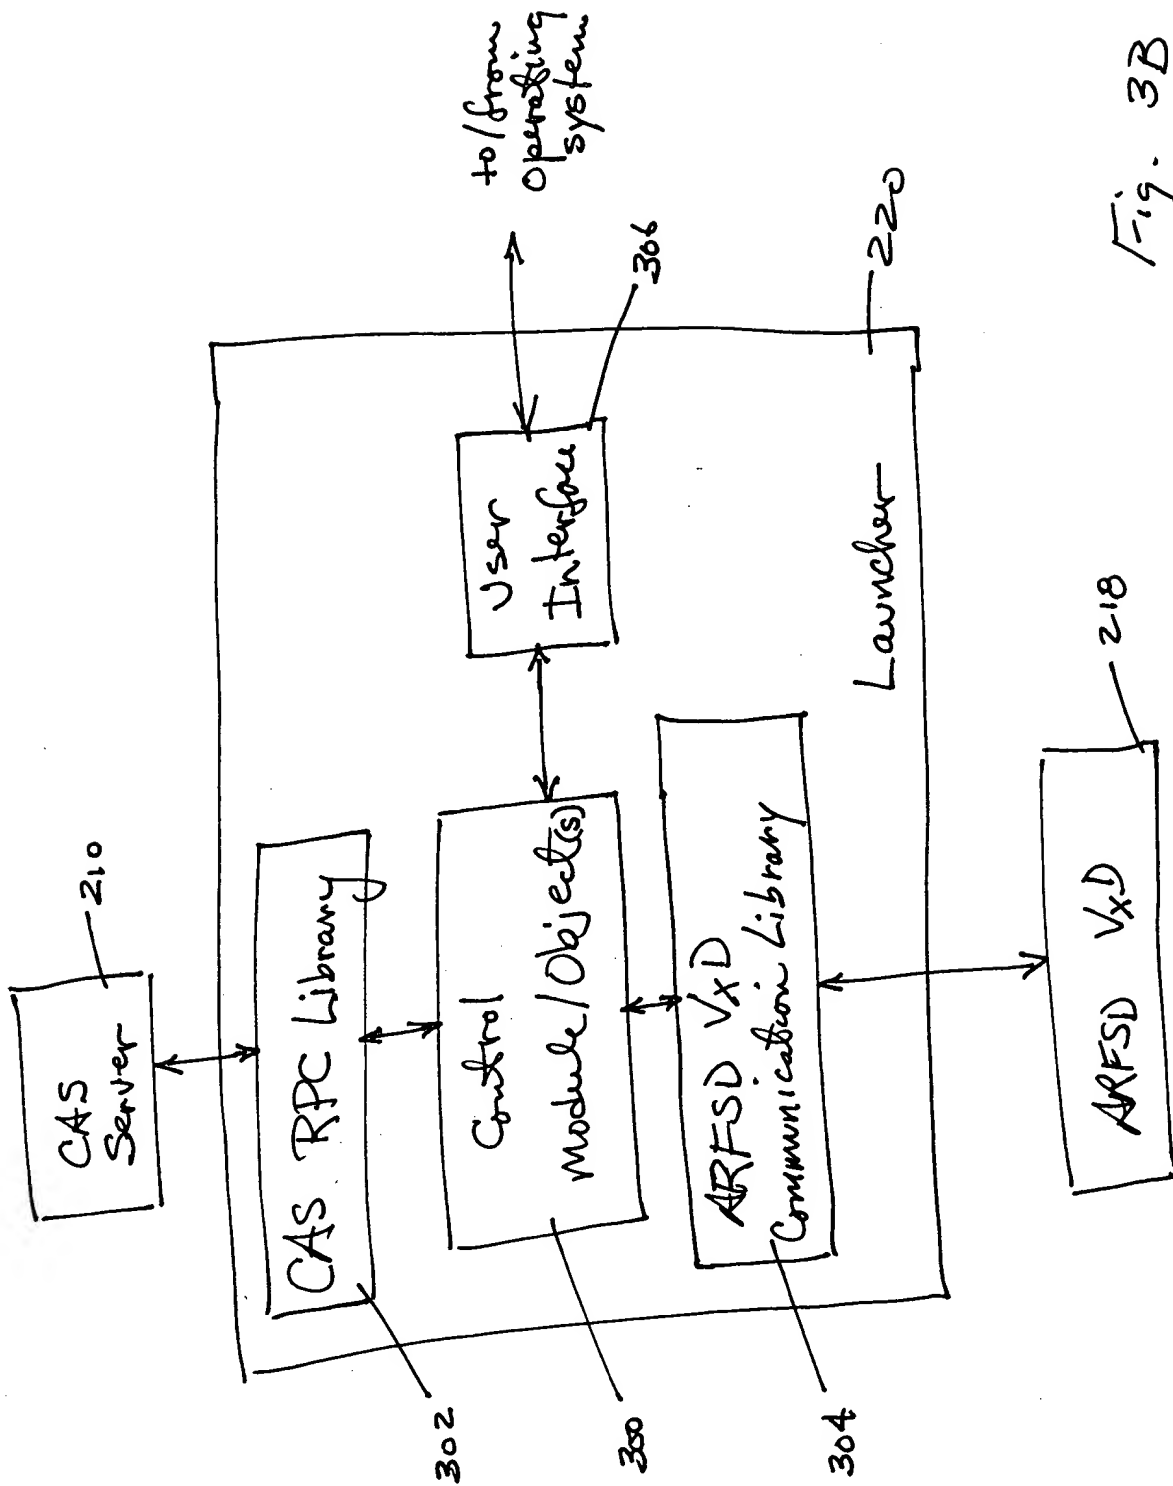 CAS
Server
210
CAS RPC Library
302
Control
Module/Object(s)
300
User
Interface
306
to/from
operating
system
ARFSD VxD
Communication Library
304
Launcher
220
ARFSD VxD
218
Fig. 3B